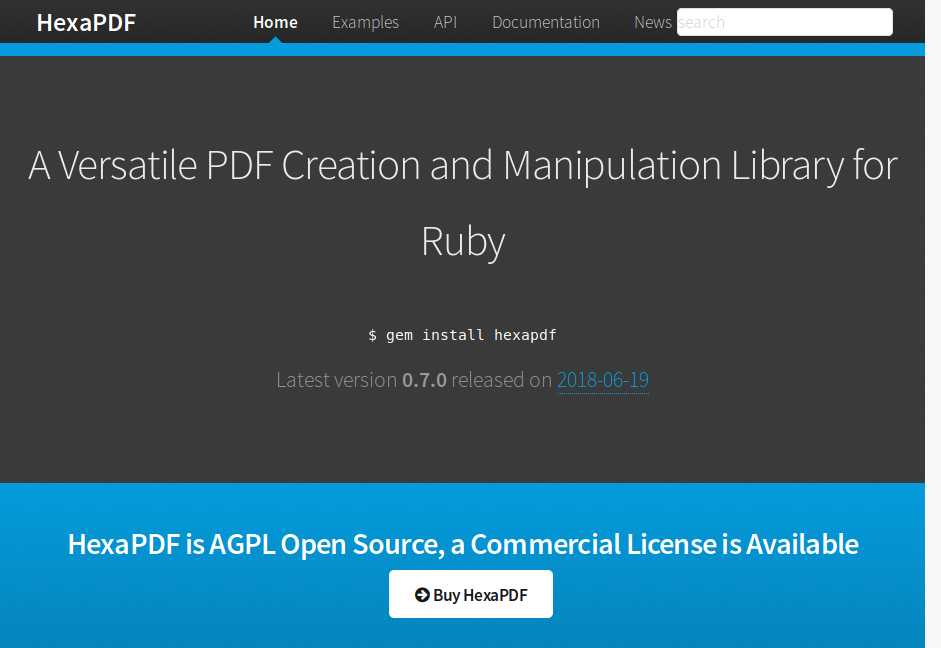 HexaPDF Home Examples API Documentation News search
A Versatile PDF Creation and Manipulation Library for
Ruby
$ gem install hexapdf
Latest version 0.7.0 released on 2018-06-19
HexaPDF is AGPL Open Source, a Commercial License is Available
Buy HexaPDF